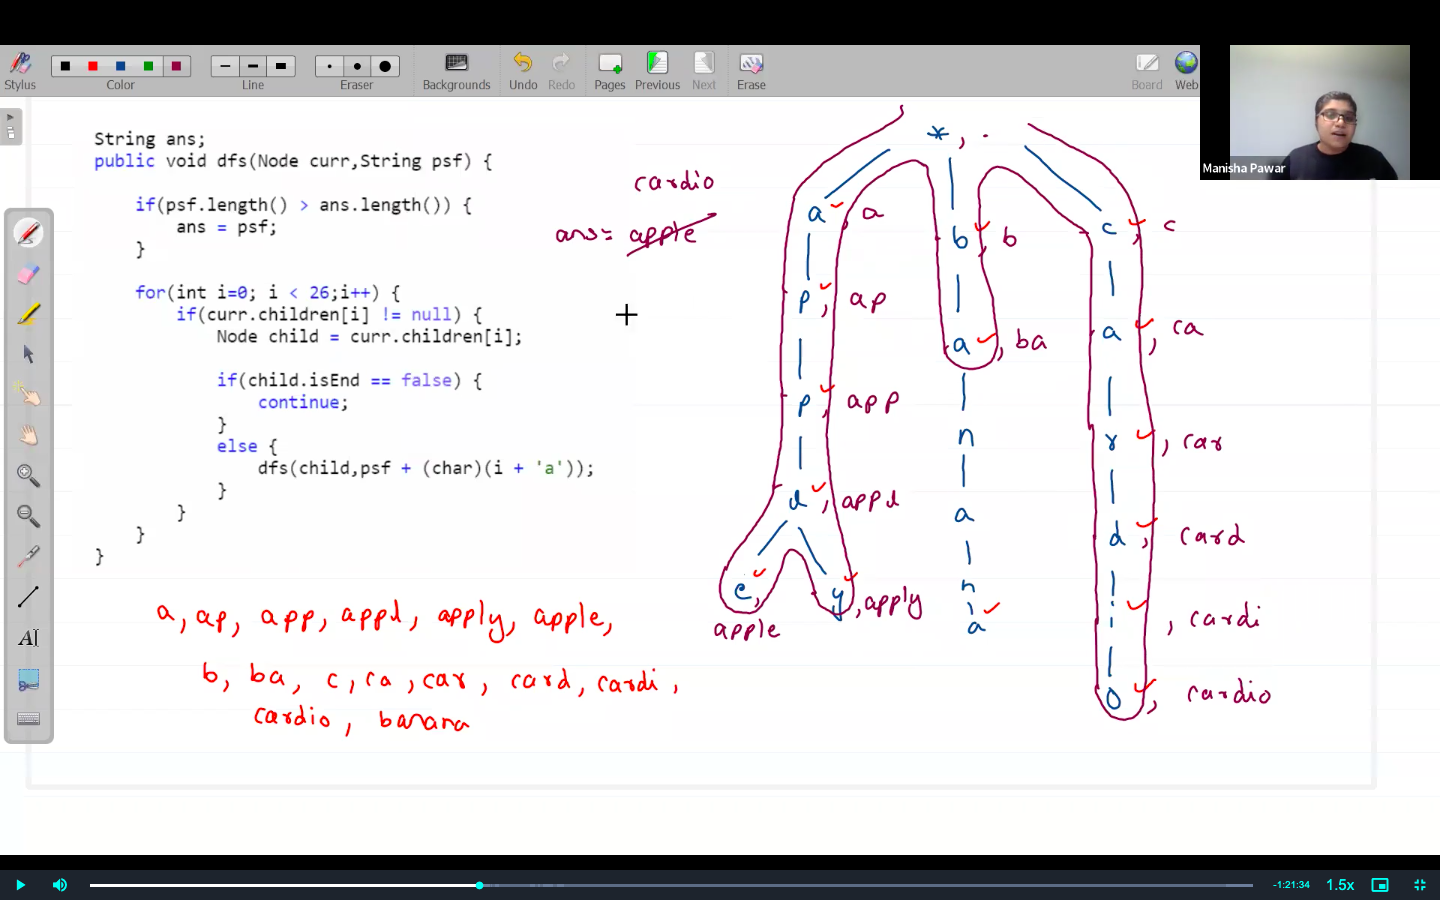 Stylus
Color
Line
Eraser
Backgrounds
Undo
Redo
Pages
Previous
Next
Erase
Board
Web
Manisha Pawar
String ans;
public void dfs(Node curr,String psf) {
if(psf.length() > ans.length()) {
ans = psf;
}
for(int i=0; i < 26;i++) {
if(curr.children[i] != null) {
Node child = curr.children[i];
if(child.isEnd == false) {
continue;
}
else {
dfs(child,psf + (char)(i + 'a'));
}
}
}
}
cardio
ans= apple
a, ap, app, appl, apply, apple,
b, ba, c, ca, car, card, cardi,
cardio, banana
*, .
a , a
p , ap
p , app
l , appl
e, apple
y , apply
b b
a , ba
n
a
n
a
c , c
a , ca
r , car
d , card
i , cardi
o , cardio
AI
-1:21:34
1.5x